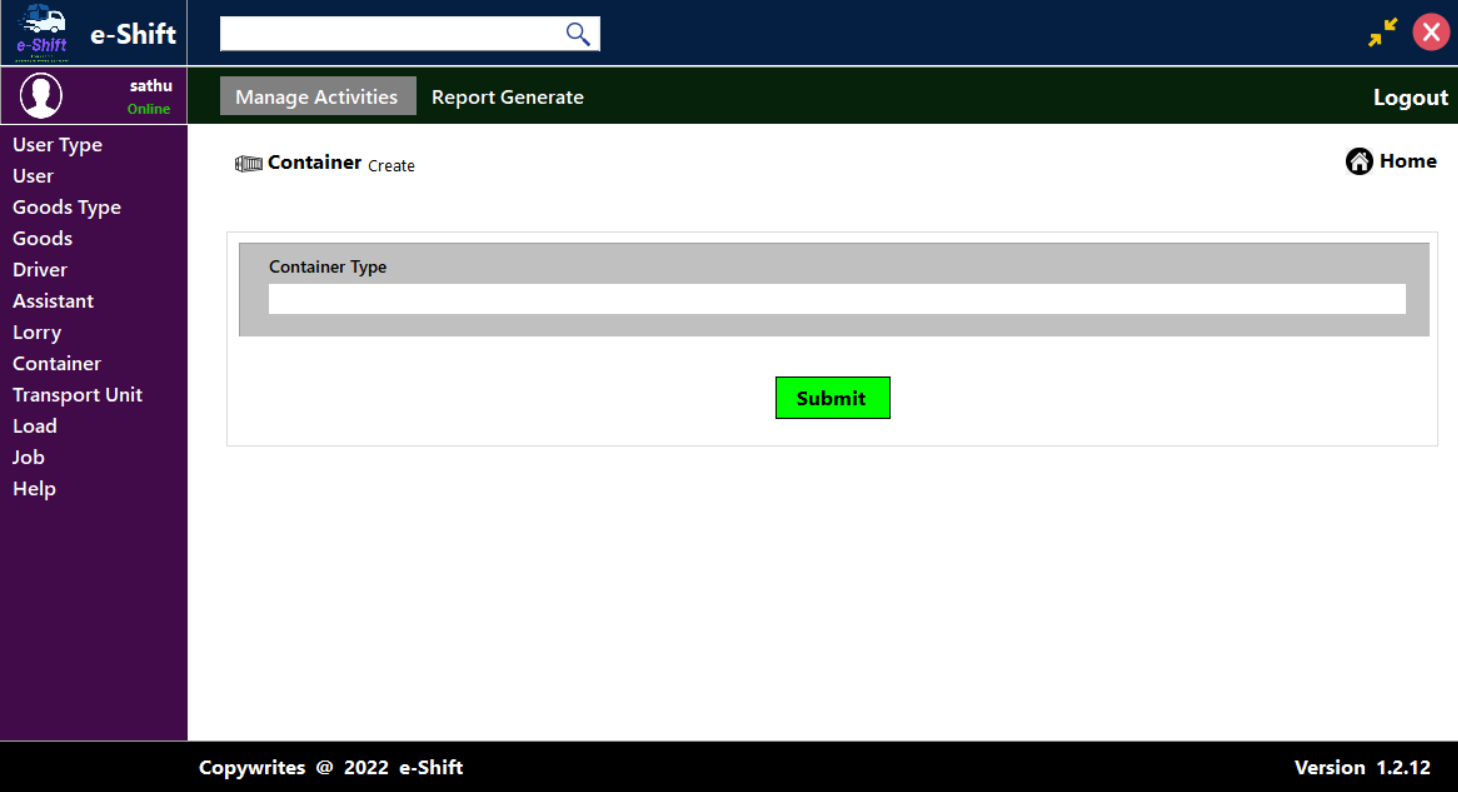 e-Shift
e-Shift
sathu
Online
Manage Activities
Report Generate
Logout
User Type
User
Goods Type
Goods
Driver
Assistant
Lorry
Container
Transport Unit
Load
Job
Help
Container Create
Home
Container Type
Submit
Copywrites @ 2022 e-Shift
Version 1.2.12